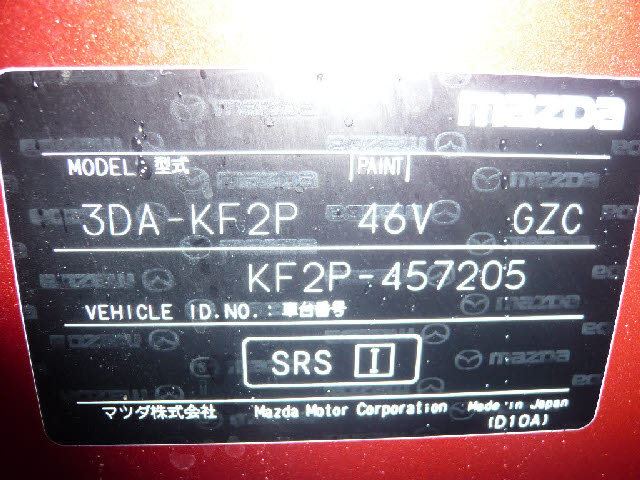 mazda
MODEL 型式 PAINT
3DA-KF2P 46V GZC
KF2P-457205
VEHICLE ID.NO.:車台番号
SRS I
マツダ株式会社 Mazda Motor Corporation Made in Japan
(D10A)